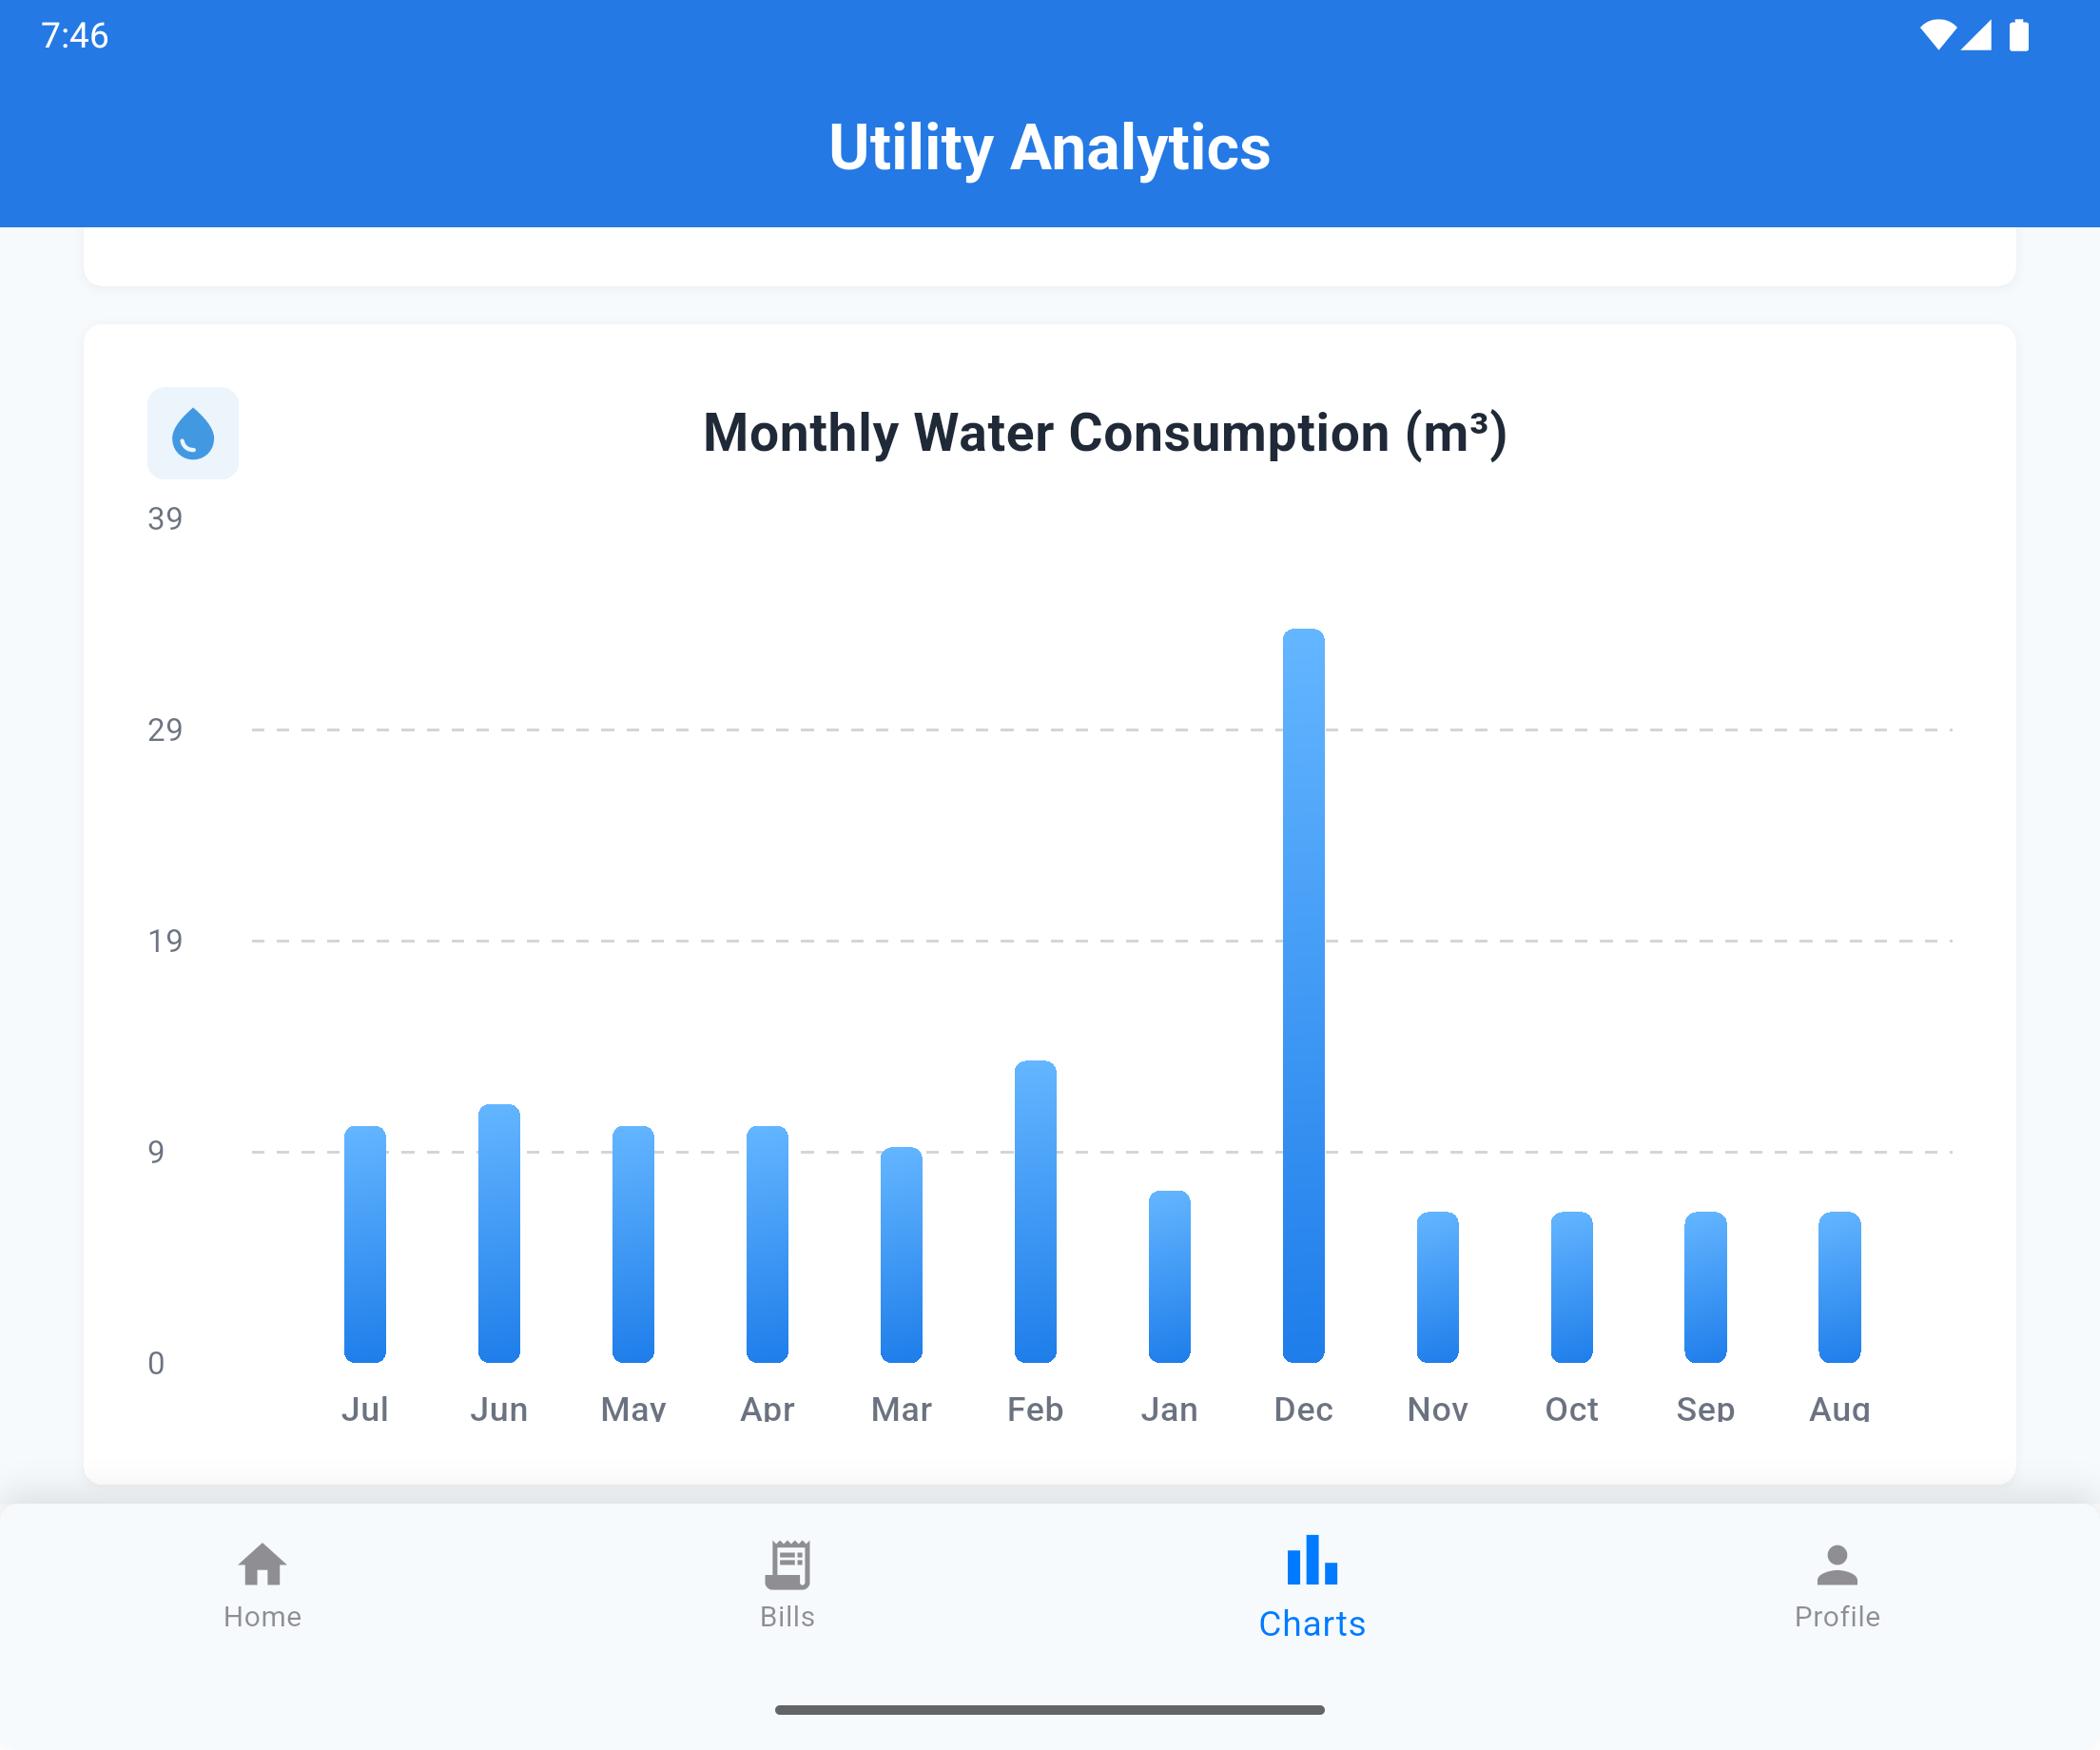 7:46
Utility Analytics
Monthly Water Consumption (m³)
39
29
19
9
0
Jul Jun May Apr Mar Feb Jan Dec Nov Oct Sep Aug
Home Bills Charts Profile